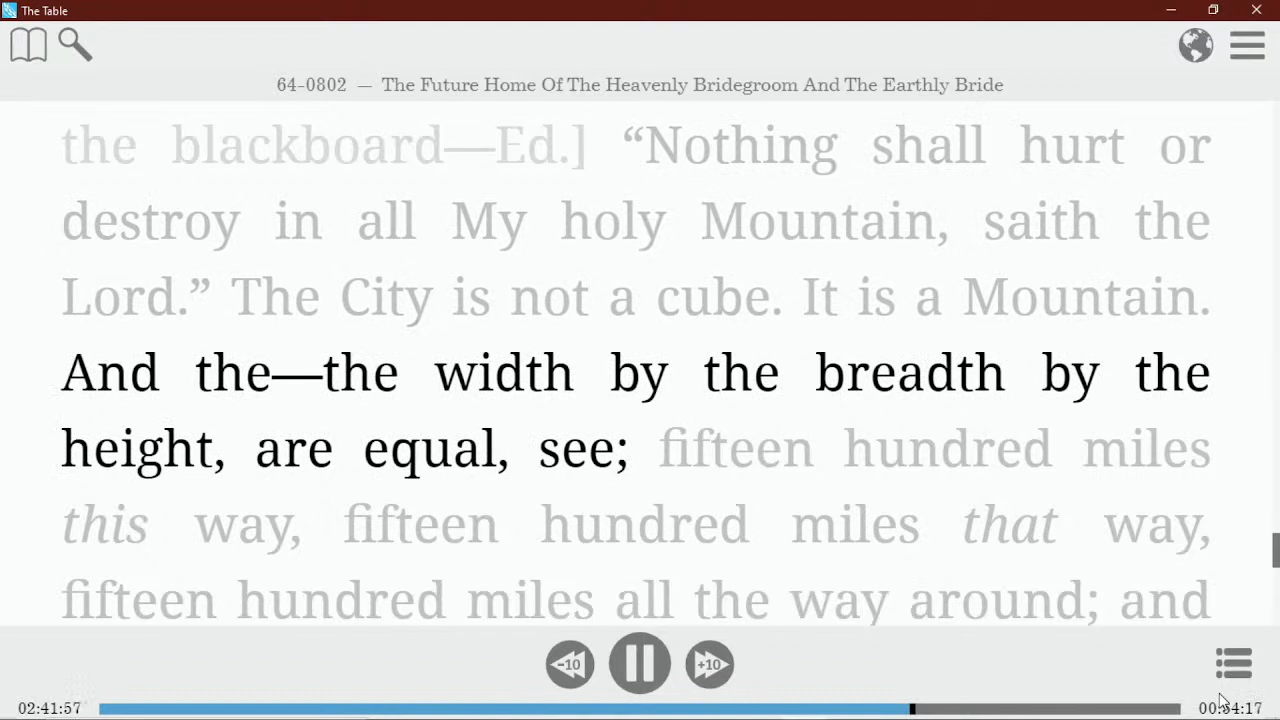 The Table
64-0802 — The Future Home Of The Heavenly Bridegroom And The Earthly Bride
the blackboard—Ed.] “Nothing shall hurt or
destroy in all My holy Mountain, saith the
Lord.” The City is not a cube. It is a Mountain.
And the—the width by the breadth by the
height, are equal, see; fifteen hundred miles
this way, fifteen hundred miles that way,
fifteen hundred miles all the way around; and
-10
+10
02:41:57
00:54:17